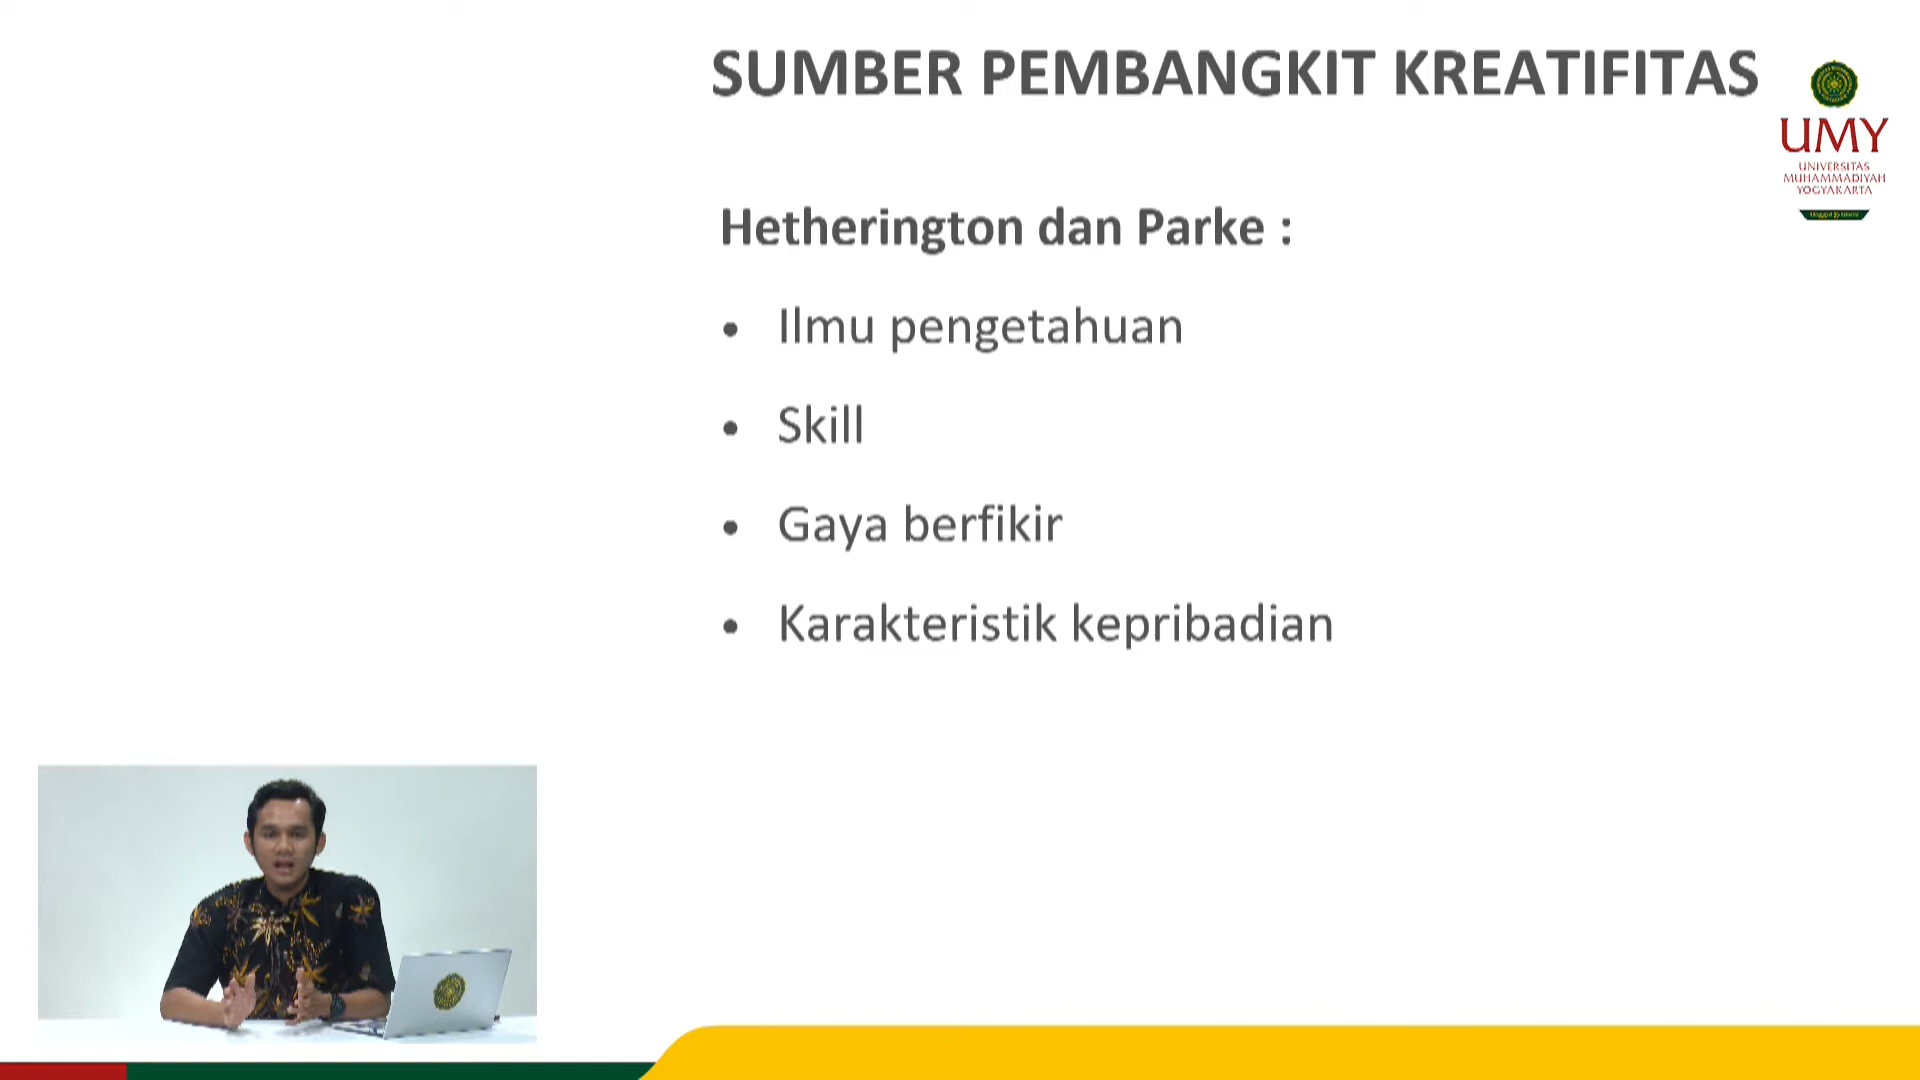 SUMBER PEMBANGKIT KREATIFITAS
UMY
UNIVERSITAS
MUHAMMADIYAH
YOGYAKARTA
Hetherington dan Parke :
• Ilmu pengetahuan
• Skill
• Gaya berfikir
• Karakteristik kepribadian